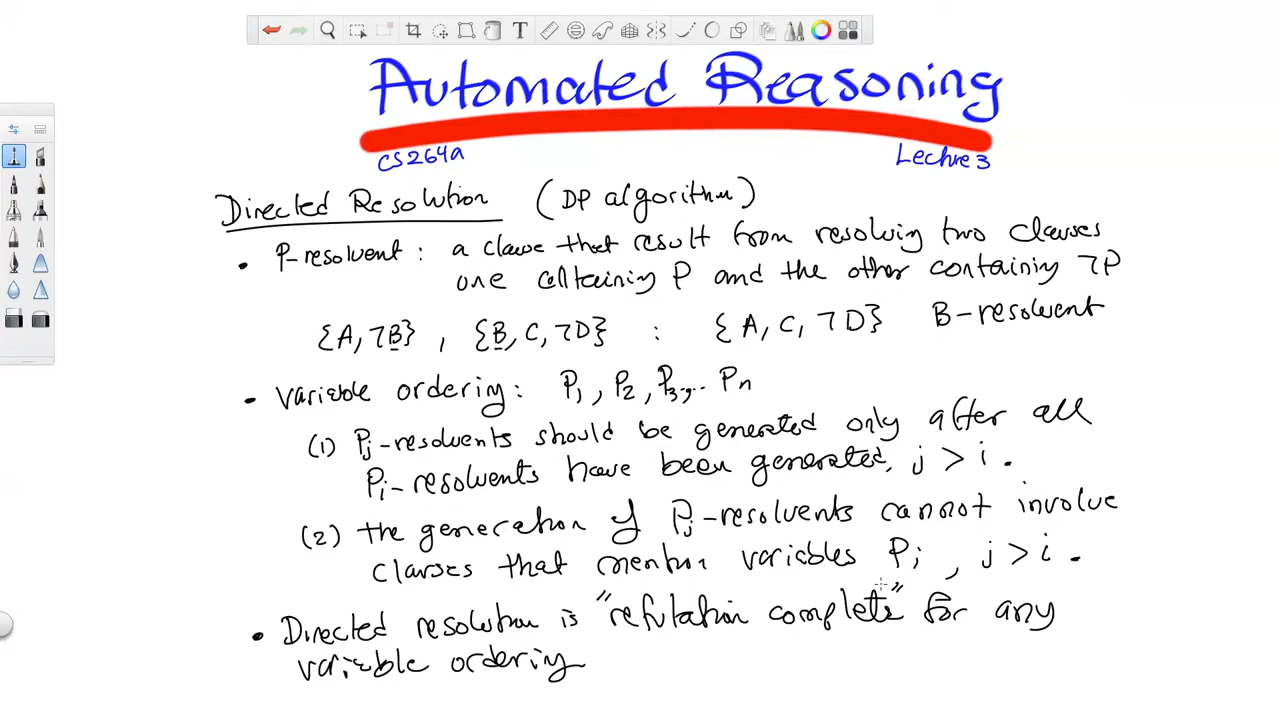 Automated Reasoning
CS264a Lecture 3
Directed Resolution (DP algorithm)
• P-resolvent: a clause that result from resolving two clauses
one containing P and the other containing ¬P
{A, ¬B}, {B, C, ¬D} : {A, C, ¬D} B-resolvent
• Variable ordering: P1, P2, P3,.. Pn
(1) Pj-resolvents should be generated only after all
Pi-resolvents have been generated, j > i.
(2) the generation of Pj-resolvents cannot involve
clauses that mention variables Pi, j > i.
• Directed resolution is "refutation complete" for any
variable ordering